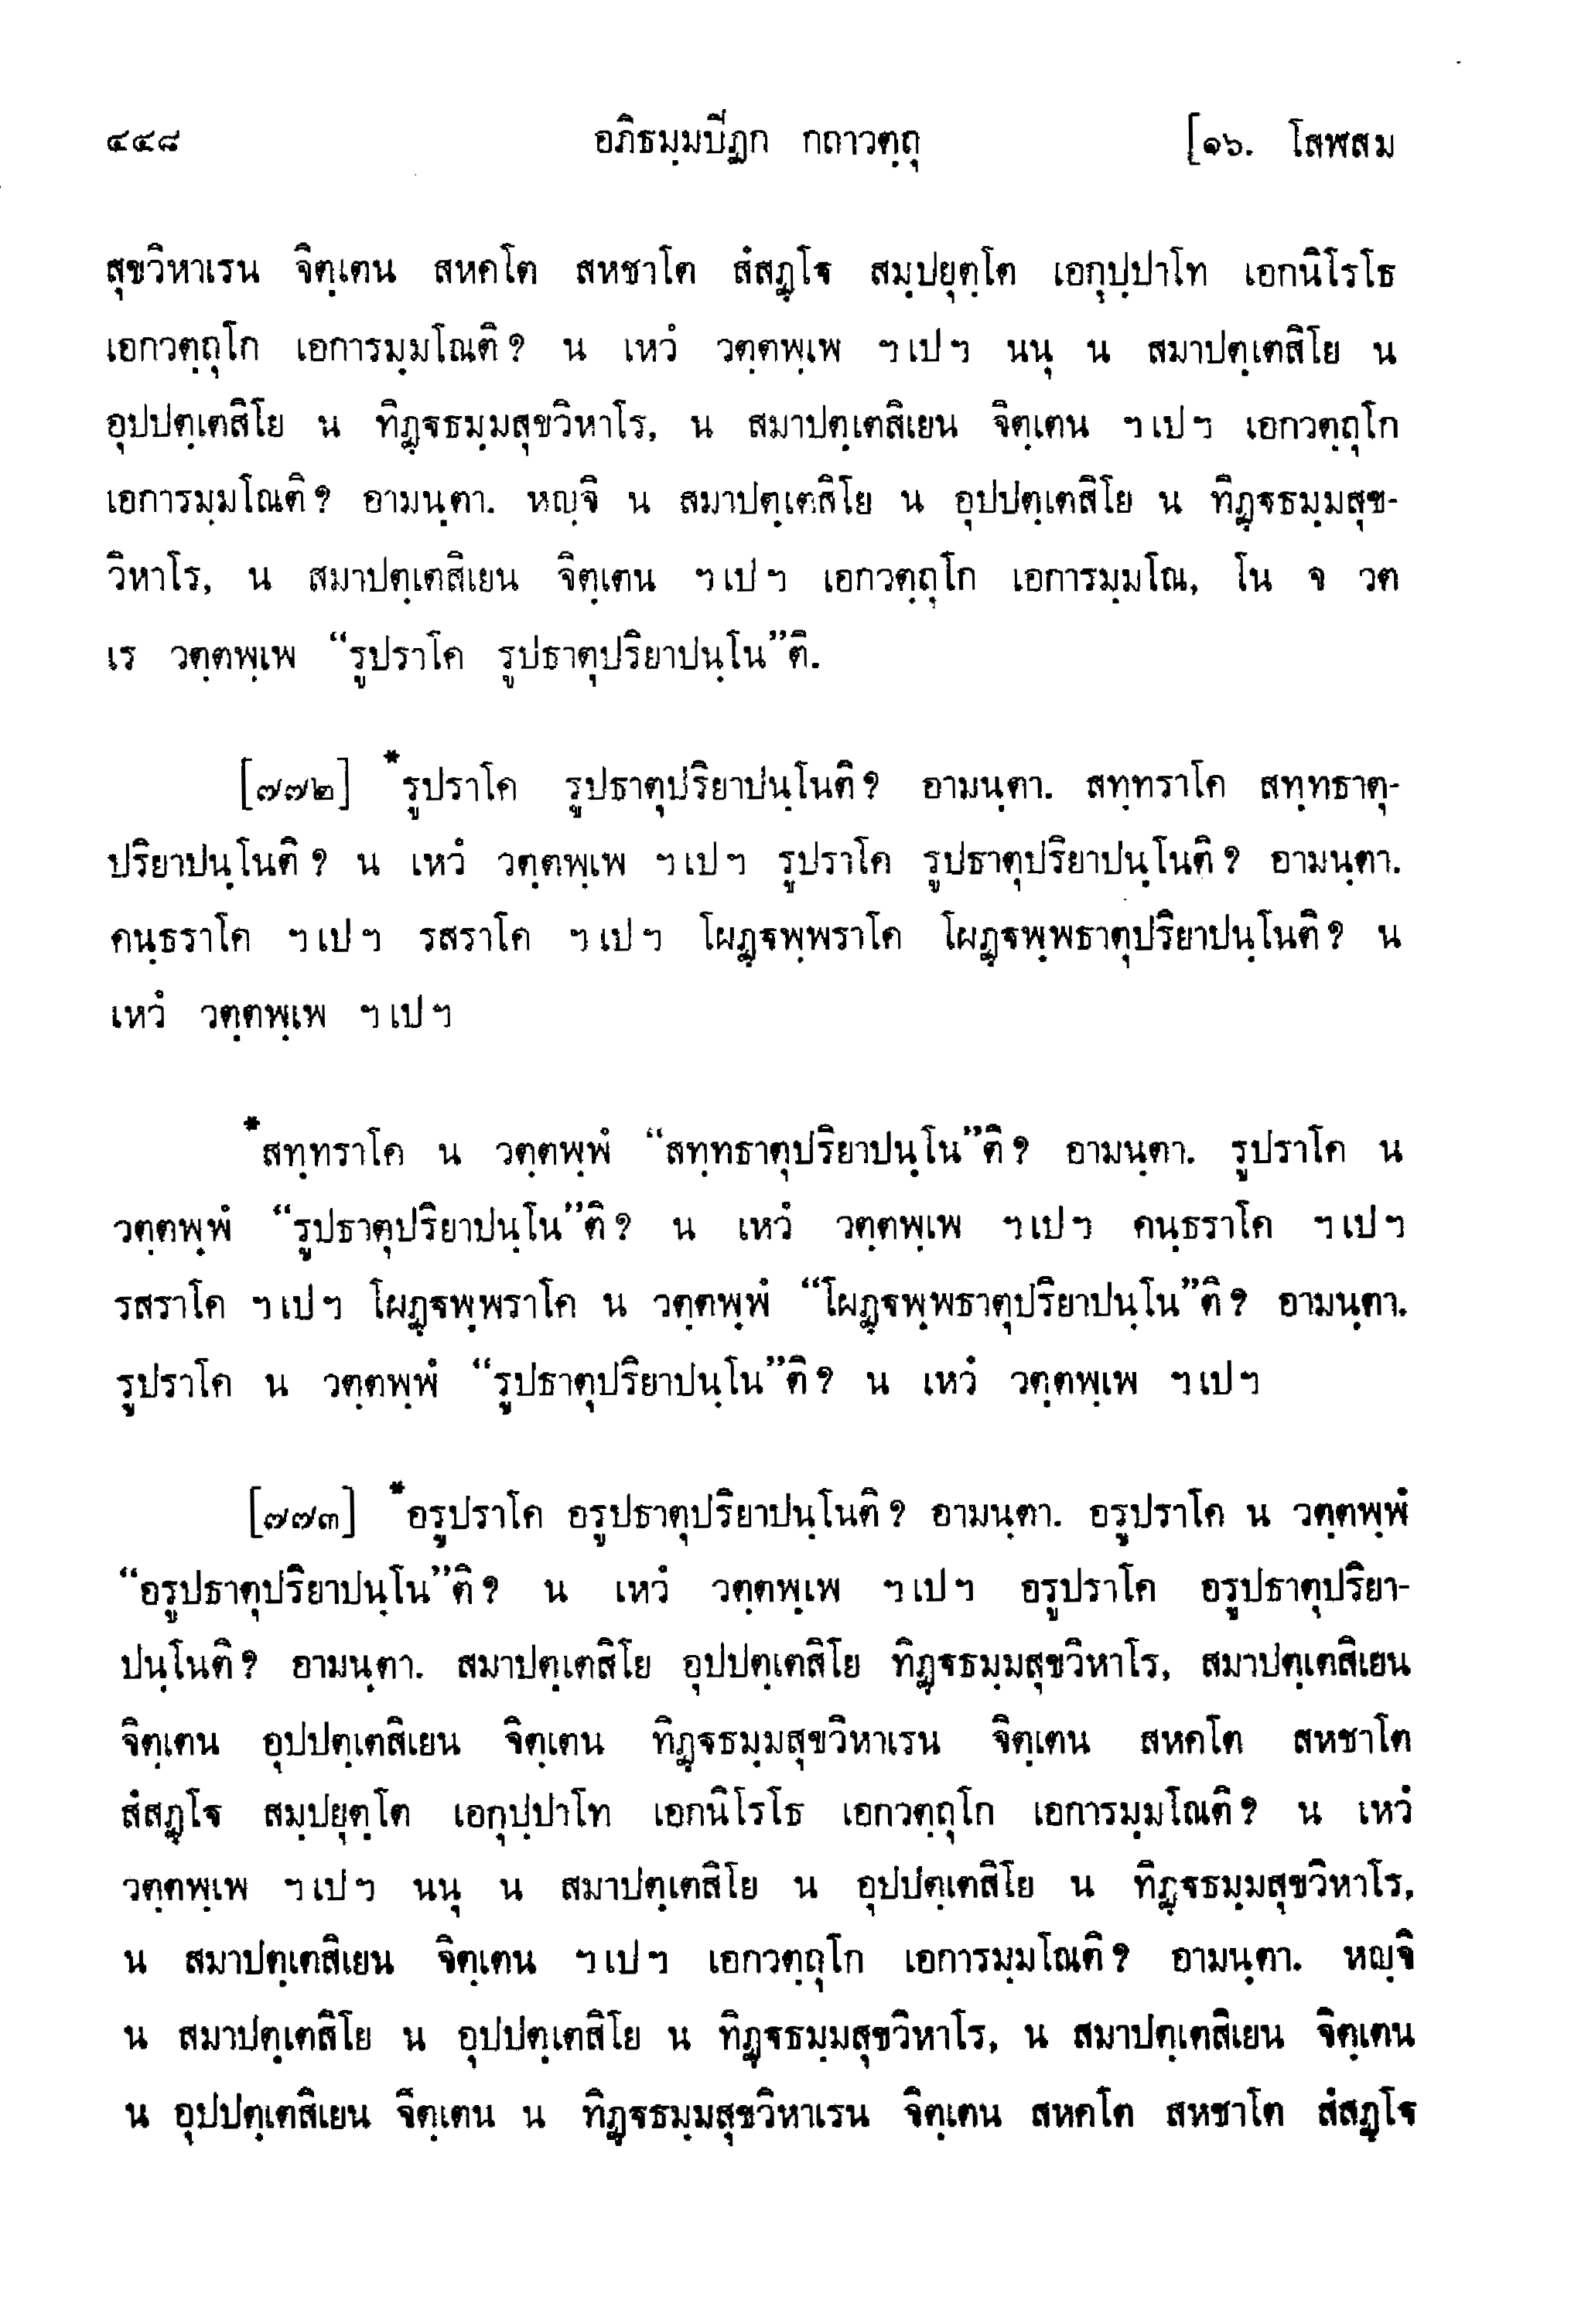 ๔๔๘ อภิธมฺมปิฏก กถาวตฺถุ [๑๖. โสฬสม
สุขวิหาเรน จิตฺเตน สหคโต สหชาโต สํสฏฺโฐ สมฺปยุตฺโต เอกุปฺปาโท เอกนิโรโธ
เอกวตฺถุโก เอการมฺมโณติ? น เหวํ วตฺตพฺเพ ฯเปฯ นนุ น สมาปตฺเตสิโย น
อุปปตฺเตสิโย น ทิฏฺฐธมฺมสุขวิหาโร, น สมาปตฺเตสิเยน จิตฺเตน ฯเปฯ เอกวตฺถุโก
เอการมฺมโณติ? อามนฺตา. หญฺจิ น สมาปตฺเตสิโย น อุปปตฺเตสิโย น ทิฏฺฐธมฺมสุข-
วิหาโร, น สมาปตฺเตสิเยน จิตฺเตน ฯเปฯ เอกวตฺถุโก เอการมฺมโณ, โน จ วต
เร วตฺตพฺเพ “รูปราโค รูปธาตุปริยาปนฺโน”ติ.
[๗๗๒] *รูปราโค รูปธาตุปริยาปนฺโนติ? อามนฺตา. สทฺทราโค สทฺทธาตุ-
ปริยาปนฺโนติ? น เหวํ วตฺตพฺเพ ฯเปฯ รูปราโค รูปธาตุปริยาปนฺโนติ? อามนฺตา.
คนฺธราโค ฯเปฯ รสราโค ฯเปฯ โผฏฺฐพฺพราโค โผฏฺฐพฺพธาตุปริยาปนฺโนติ? น
เหวํ วตฺตพฺเพ ฯเปฯ
*สทฺทราโค น วตฺตพฺพํ “สทฺทธาตุปริยาปนฺโน”ติ? อามนฺตา. รูปราโค น
วตฺตพฺพํ “รูปธาตุปริยาปนฺโน”ติ? น เหวํ วตฺตพฺเพ ฯเปฯ คนฺธราโค ฯเปฯ
รสราโค ฯเปฯ โผฏฺฐพฺพราโค น วตฺตพฺพํ “โผฏฺฐพฺพธาตุปริยาปนฺโน”ติ? อามนฺตา.
รูปราโค น วตฺตพฺพํ “รูปธาตุปริยาปนฺโน”ติ? น เหวํ วตฺตพฺเพ ฯเปฯ
[๗๗๓] *อรูปราโค อรูปธาตุปริยาปนฺโนติ? อามนฺตา. อรูปราโค น วตฺตพฺพํ
“อรูปธาตุปริยาปนฺโน”ติ? น เหวํ วตฺตพฺเพ ฯเปฯ อรูปราโค อรูปธาตุปริยา-
ปนฺโนติ? อามนฺตา. สมาปตฺเตสิโย อุปปตฺเตสิโย ทิฏฺฐธมฺมสุขวิหาโร, สมาปตฺเตสิเยน
จิตฺเตน อุปปตฺเตสิเยน จิตฺเตน ทิฏฺฐธมฺมสุขวิหาเรน จิตฺเตน สหคโต สหชาโต
สํสฏฺโฐ สมฺปยุตฺโต เอกุปฺปาโท เอกนิโรโธ เอกวตฺถุโก เอการมฺมโณติ? น เหวํ
วตฺตพฺเพ ฯเปฯ นนุ น สมาปตฺเตสิโย น อุปปตฺเตสิโย น ทิฏฺฐธมฺมสุขวิหาโร,
น สมาปตฺเตสิเยน จิตฺเตน ฯเปฯ เอกวตฺถุโก เอการมฺมโณติ? อามนฺตา. หญฺจิ
น สมาปตฺเตสิโย น อุปปตฺเตสิโย น ทิฏฺฐธมฺมสุขวิหาโร, น สมาปตฺเตสิเยน จิตฺเตน
น อุปปตฺเตสิเยน จิตฺเตน น ทิฏฺฐธมฺมสุขวิหาเรน จิตฺเตน สหคโต สหชาโต สํสฏฺโฐ